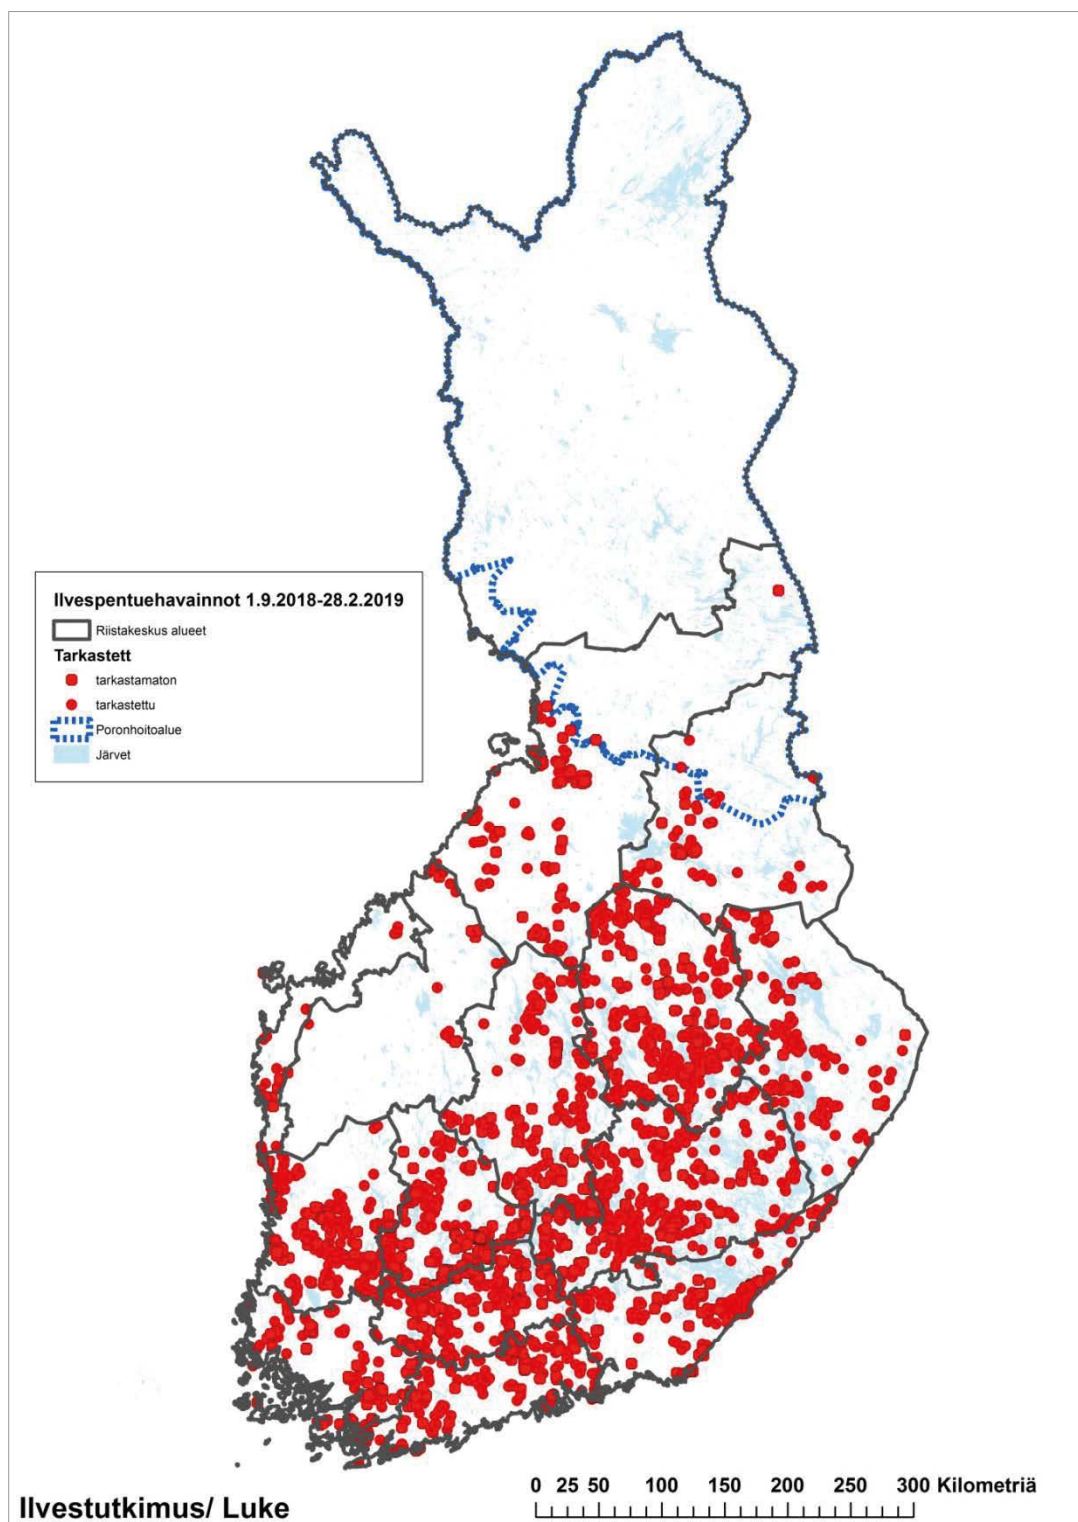 Ilvespentuehavainnot 1.9.2018-28.2.2019
Riistakeskus alueet
Tarkastett
tarkastamaton
tarkastettu
Poronhoitoalue
Järvet
0 25 50 100 150 200 250 300 Kilometriä
Ilvestutkimus/ Luke